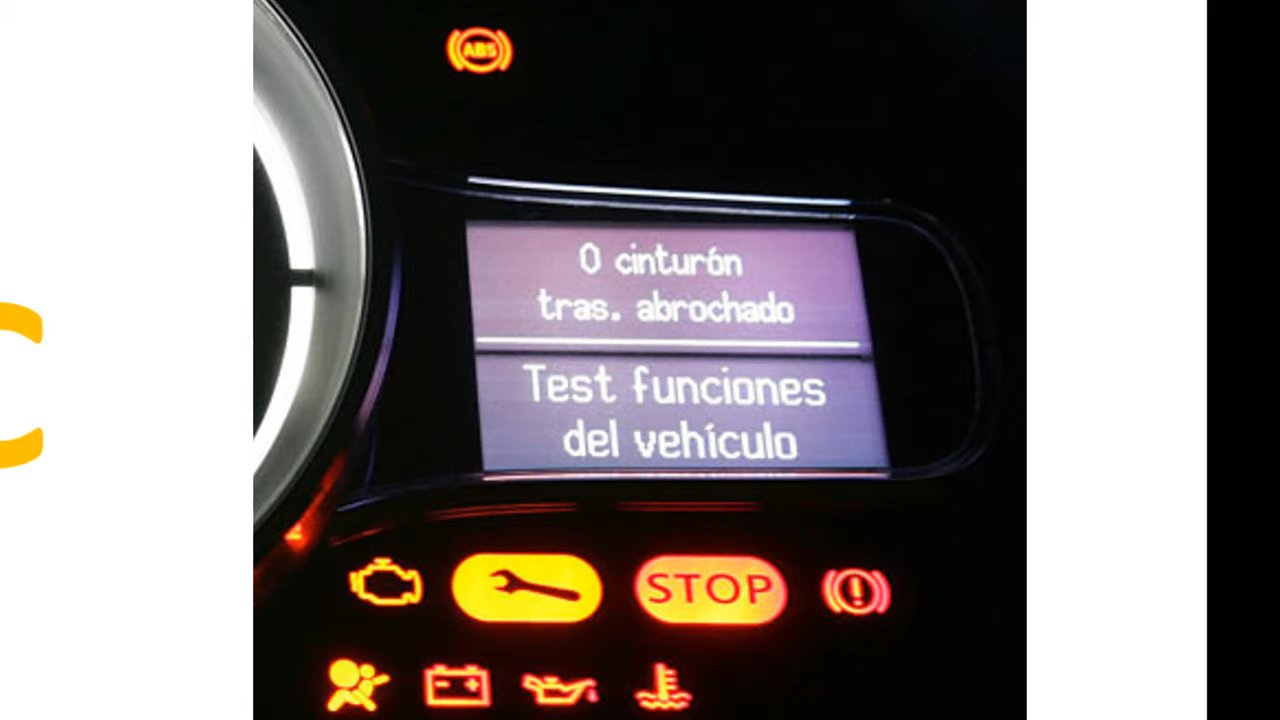 ABS
0 cinturón
tras. abrochado
Test funciones
del vehículo
STOP